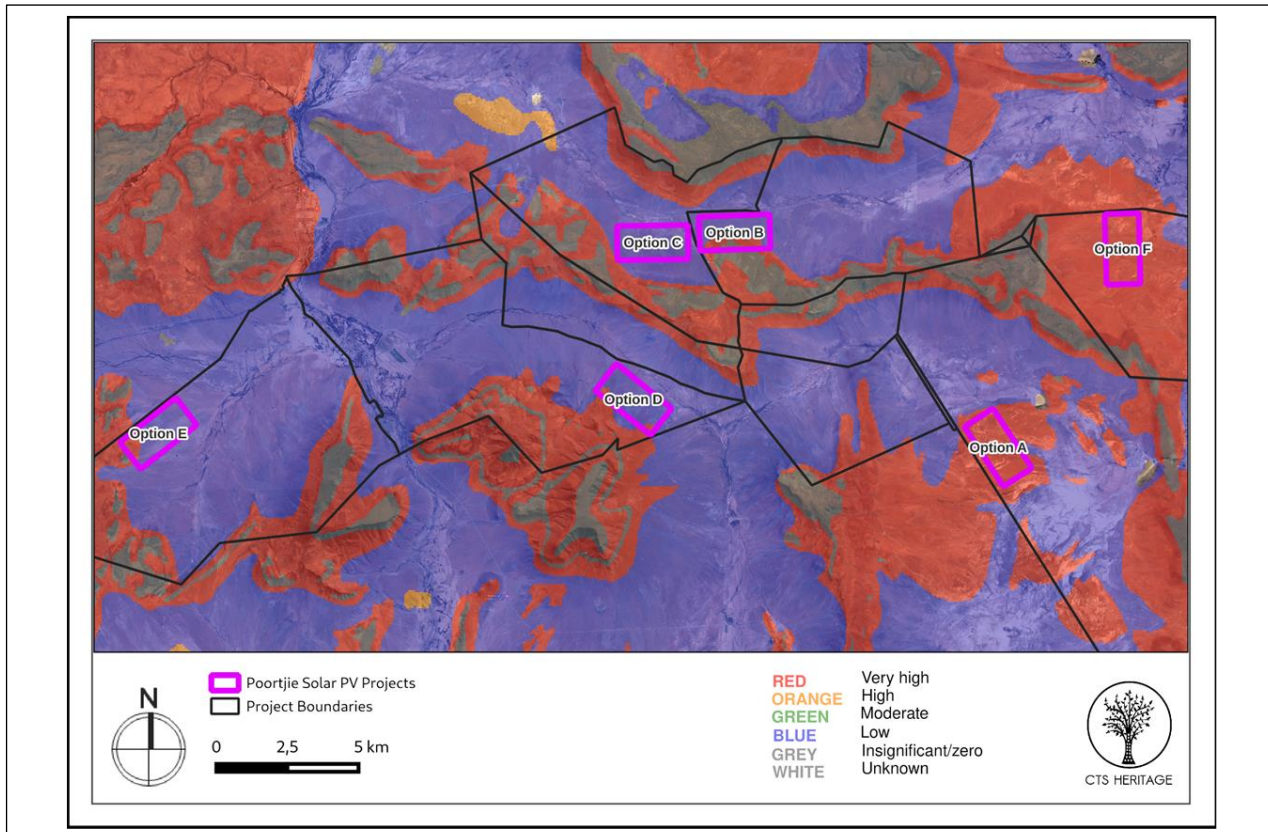 Option C
Option B
Option F
Option D
Option E
Option A
N
Poortjie Solar PV Projects
Project Boundaries
0 2,5 5 km
RED Very high
ORANGE High
GREEN Moderate
BLUE Low
GREY Insignificant/zero
WHITE Unknown
CTS HERITAGE